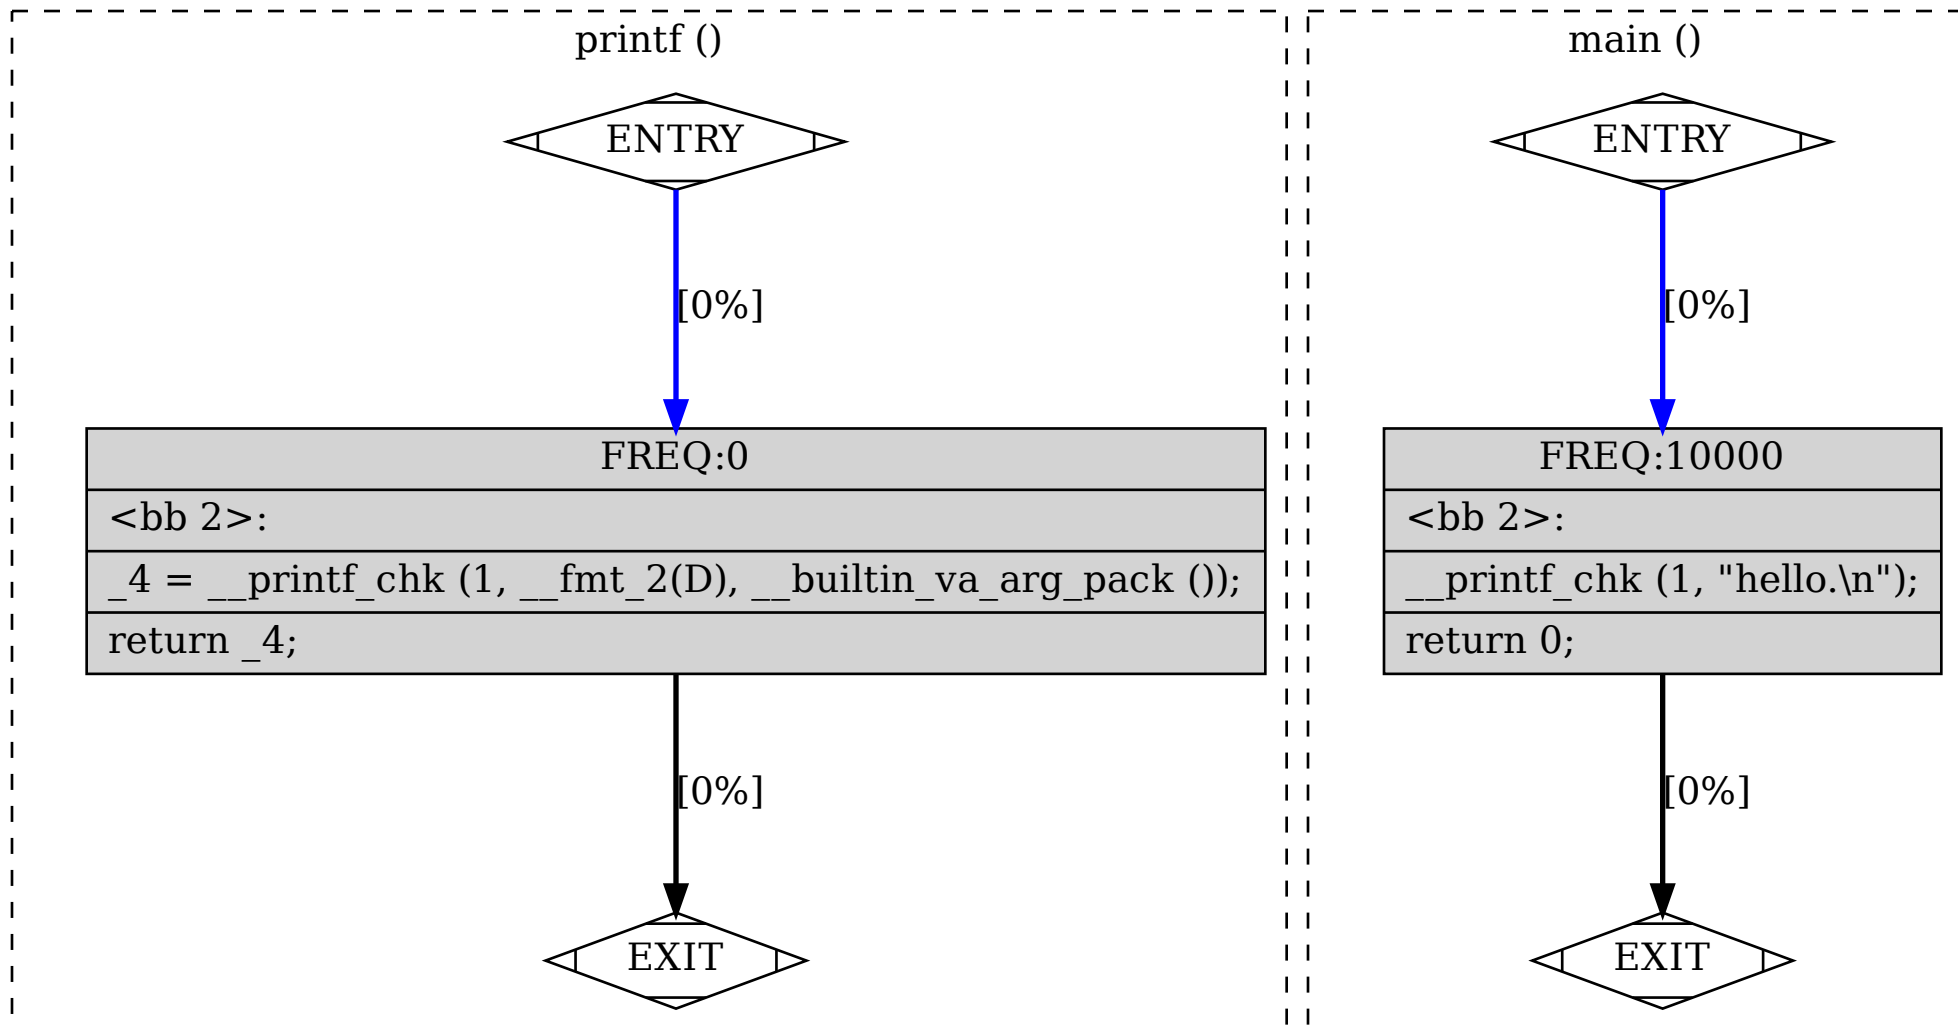 printf ()
ENTRY
[0%]
FREQ:0
<bb 2>:
_4 = __printf_chk (1, __fmt_2(D), __builtin_va_arg_pack ());
return _4;
[0%]
EXIT
main ()
ENTRY
[0%]
FREQ:10000
<bb 2>:
__printf_chk (1, "hello.\n");
return 0;
[0%]
EXIT